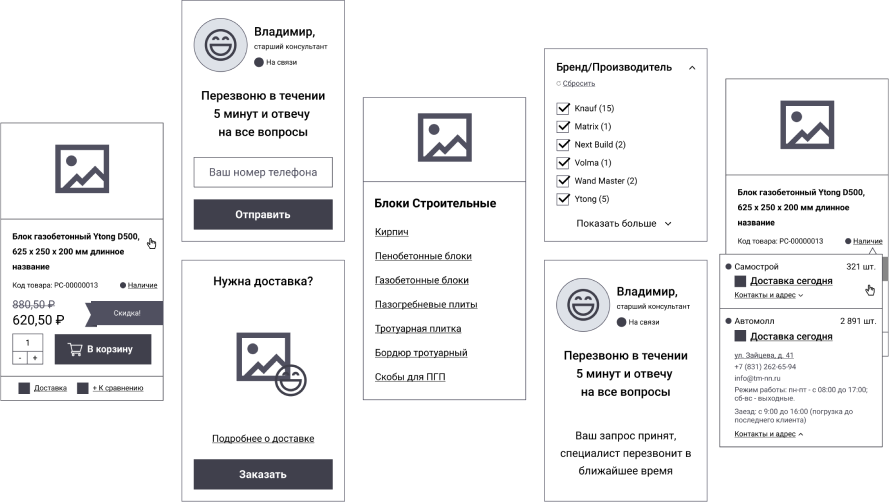 Блок газобетонный Ytong D500,
625 x 250 x 200 мм длинное
название
Код товара: PC-00000013
Наличие
880,50 ₽
620,50 ₽
Скидка!
1
- +
В корзину
Доставка
+ К сравнению
Владимир,
старший консультант
На связи
Перезвоню в течении
5 минут и отвечу
на все вопросы
Ваш номер телефона
Отправить
Нужна доставка?
Подробнее о доставке
Заказать
Блоки Строительные
Кирпич
Пенобетонные блоки
Газобетонные блоки
Пазогребневые плиты
Тротуарная плитка
Бордюр тротуарный
Скобы для ПГП
Бренд/Производитель
Сбросить
Knauf (15)
Matrix (1)
Next Build (2)
Volma (1)
Wand Master (2)
Ytong (5)
Показать больше
Владимир,
старший консультант
На связи
Перезвоню в течении
5 минут и отвечу
на все вопросы
Ваш запрос принят,
специалист перезвонит в
ближайшее время
Блок газобетонный Ytong D500,
625 x 250 x 200 мм длинное
название
Код товара: PC-00000013
Наличие
Самострой 321 шт.
Доставка сегодня
Контакты и адрес
Автомолл 2 891 шт.
Доставка сегодня
ул. Зайцева, д. 41
+7 (831) 262-65-94
info@tm-nn.ru
Режим работы: пн-пт - с 08:00 до 17:00;
сб-вс - выходные.
Заезд: с 9:00 до 16:00 (погрузка до
последнего клиента)
Контакты и адрес